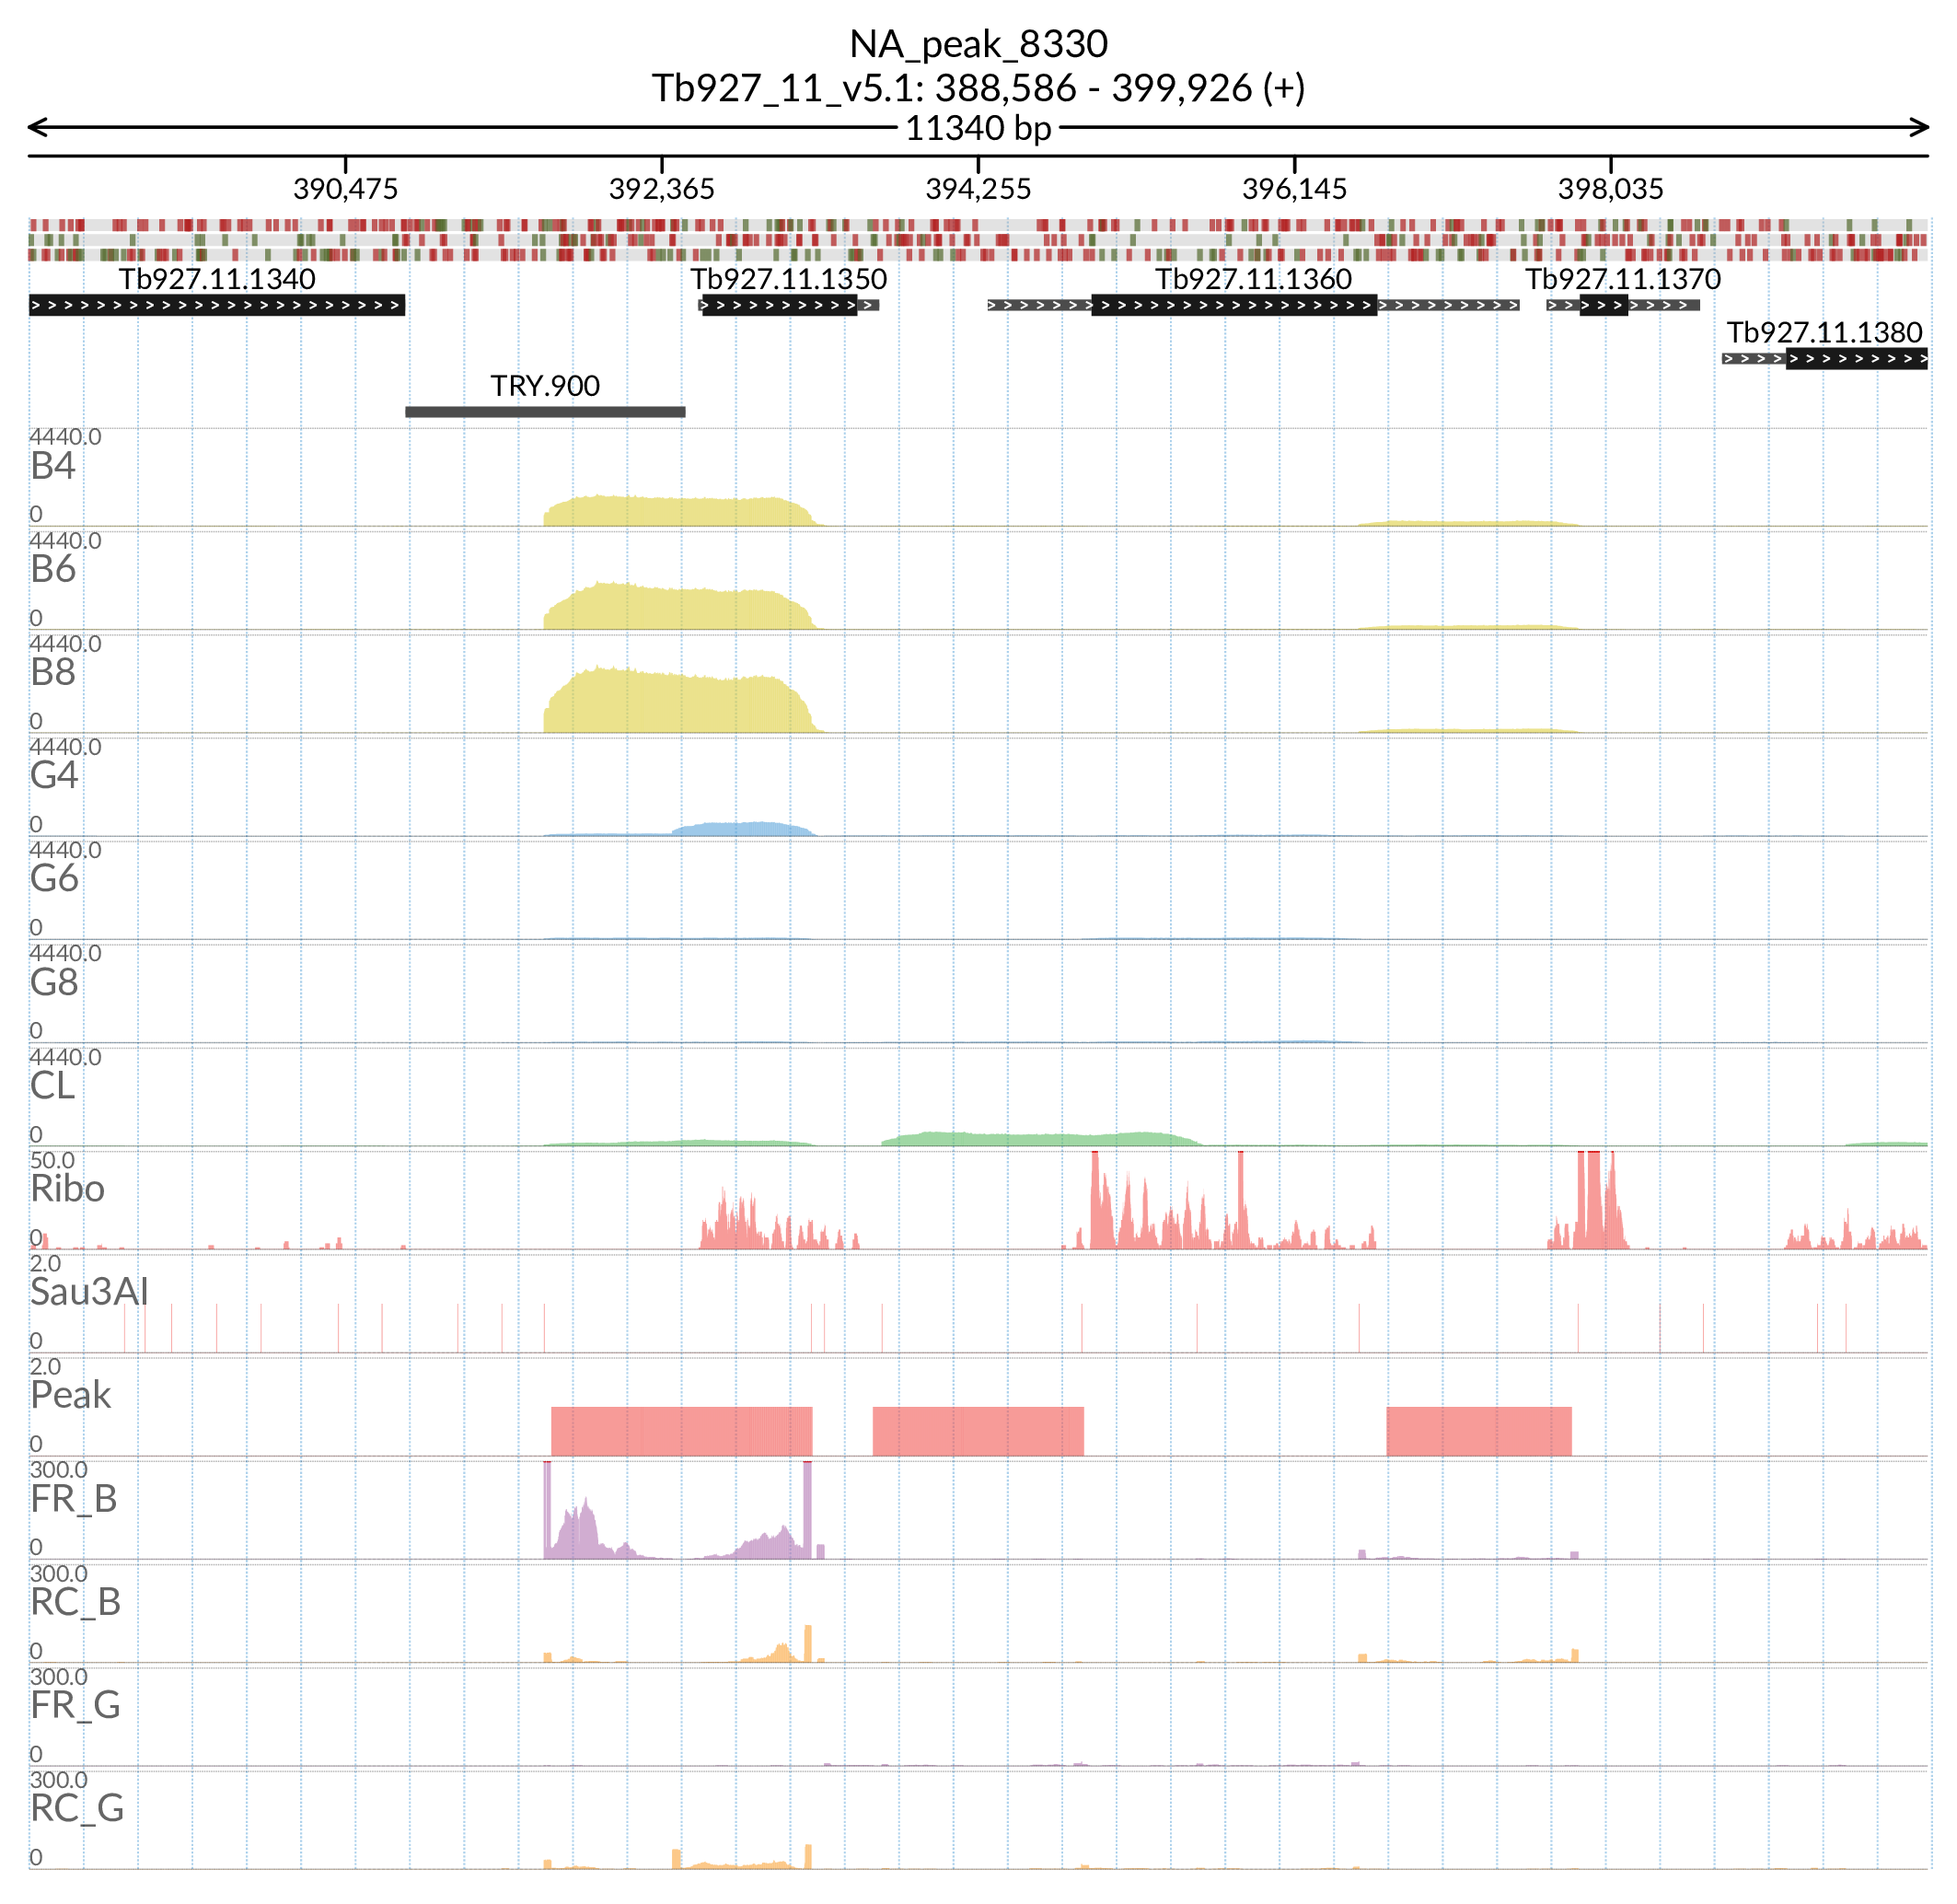 NA_peak_8330
Tb927_11_v5.1: 388,586 - 399,926 (+)
11340 bp
390,475 392,365 394,255 396,145 398,035
Tb927.11.1340 Tb927.11.1350 Tb927.11.1360 Tb927.11.1370
Tb927.11.1380
TRY.900
4440.0
B4
0
4440.0
B6
0
4440.0
B8
0
4440.0
G4
0
4440.0
G6
0
4440.0
G8
0
4440.0
CL
0
50.0
Ribo
0
2.0
Sau3AI
0
2.0
Peak
0
300.0
FR_B
0
300.0
RC_B
0
300.0
FR_G
0
300.0
RC_G
0